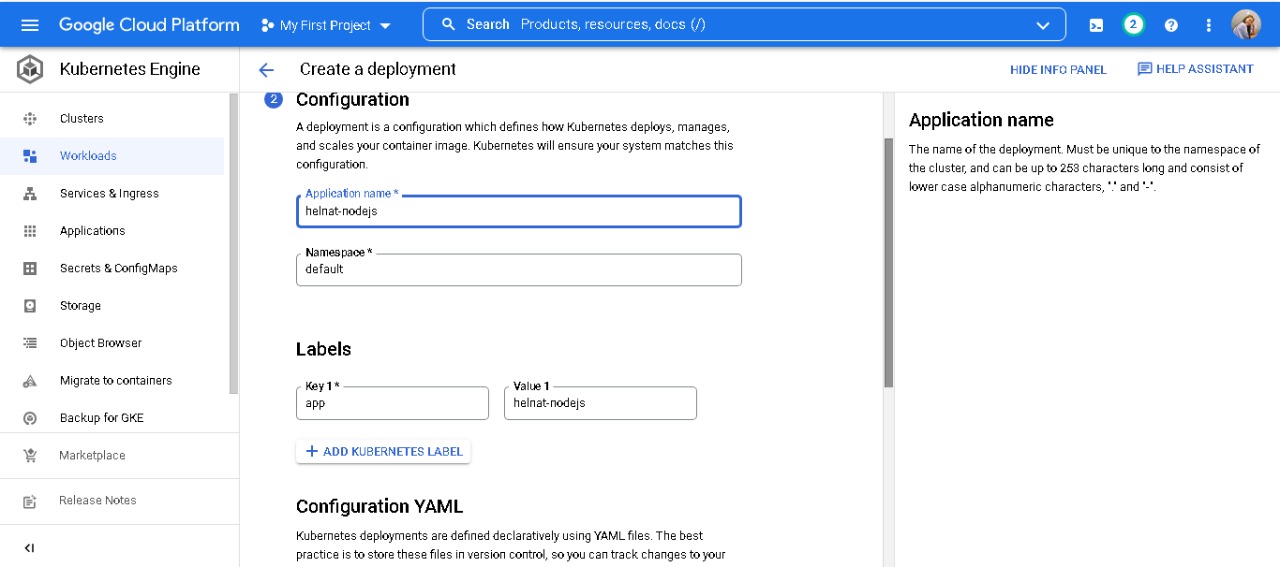 Google Cloud Platform
My First Project
Search Products, resources, docs (/)
2
Kubernetes Engine
Create a deployment
HIDE INFO PANEL
HELP ASSISTANT
Clusters
Workloads
Services & Ingress
Applications
Secrets & ConfigMaps
Storage
Object Browser
Migrate to containers
Backup for GKE
Marketplace
Release Notes
2 Configuration
A deployment is a configuration which defines how Kubernetes deploys, manages,
and scales your container image. Kubernetes will ensure your system matches this
configuration.
Application name *
helnat-nodejs
Namespace *
default
Labels
Key 1 *
app
Value 1
helnat-nodejs
+ ADD KUBERNETES LABEL
Configuration YAML
Kubernetes deployments are defined declaratively using YAML files. The best
practice is to store these files in version control, so you can track changes to your
Application name
The name of the deployment. Must be unique to the namespace of
the cluster, and can be up to 253 characters long and consist of
lower case alphanumeric characters, "." and "-".